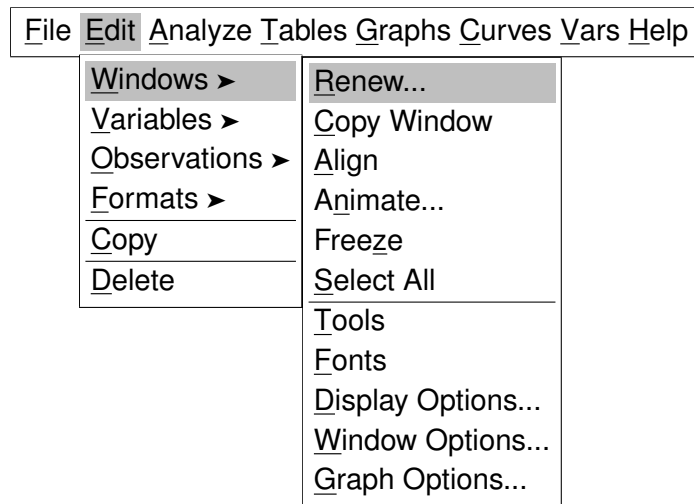 File Edit Analyze Tables Graphs Curves Vars Help
Windows ➤
Variables ➤
Observations ➤
Formats ➤
Copy
Delete
Renew...
Copy Window
Align
Animate...
Freeze
Select All
Tools
Fonts
Display Options...
Window Options...
Graph Options...